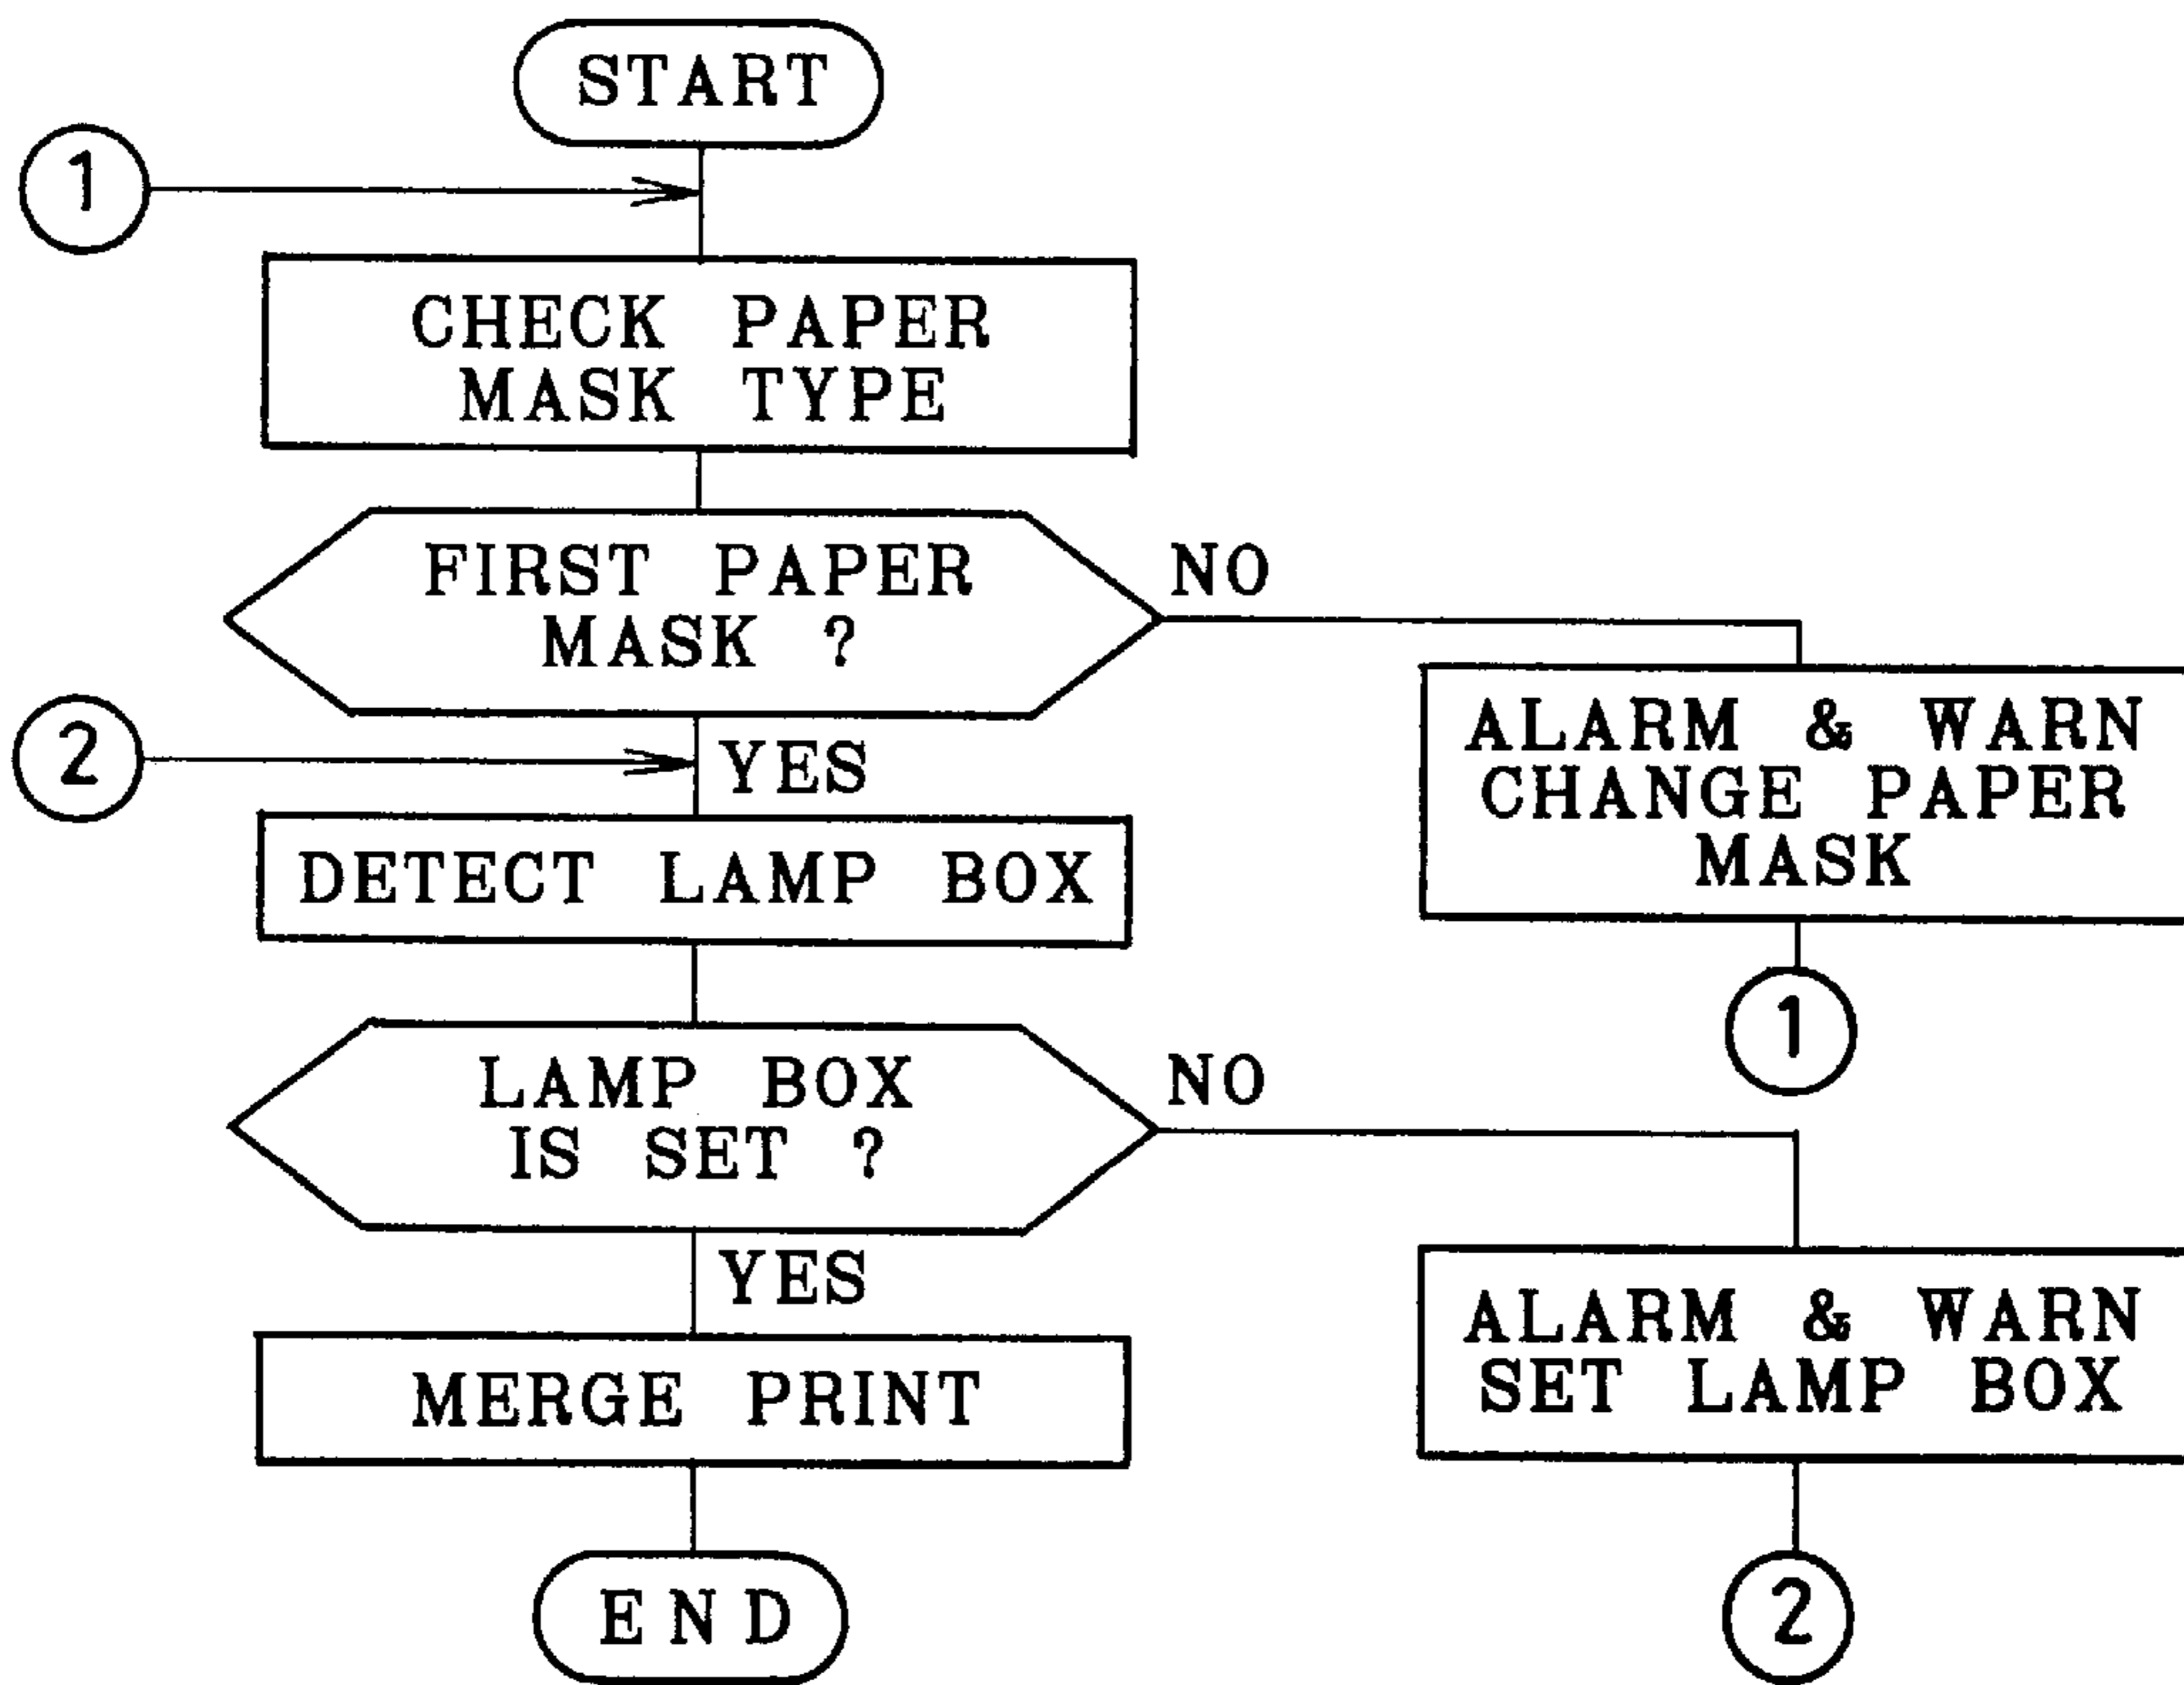 START
1
CHECK PAPER
MASK TYPE
FIRST PAPER
MASK ?
NO
YES
2
ALARM & WARN
CHANGE PAPER
MASK
1
DETECT LAMP BOX
LAMP BOX
IS SET ?
NO
YES
ALARM & WARN
SET LAMP BOX
2
MERGE PRINT
END